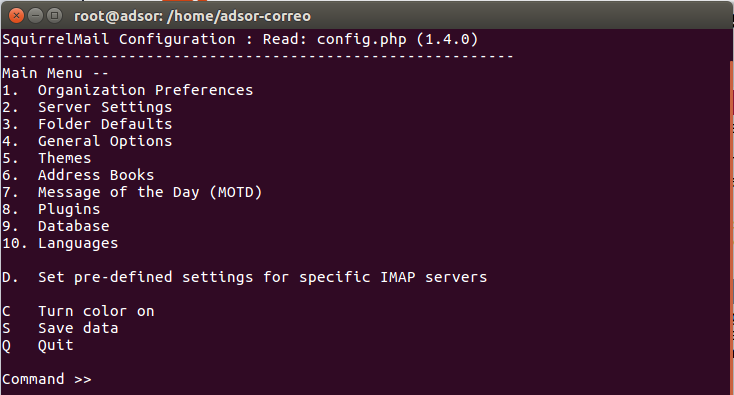 root@adsor: /home/adsor-correo
SquirrelMail Configuration : Read: config.php (1.4.0)
---------------------------------------------------------
Main Menu --
1.  Organization Preferences
2.  Server Settings
3.  Folder Defaults
4.  General Options
5.  Themes
6.  Address Books
7.  Message of the Day (MOTD)
8.  Plugins
9.  Database
10. Languages

D.  Set pre-defined settings for specific IMAP servers

C   Turn color on
S   Save data
Q   Quit

Command >>